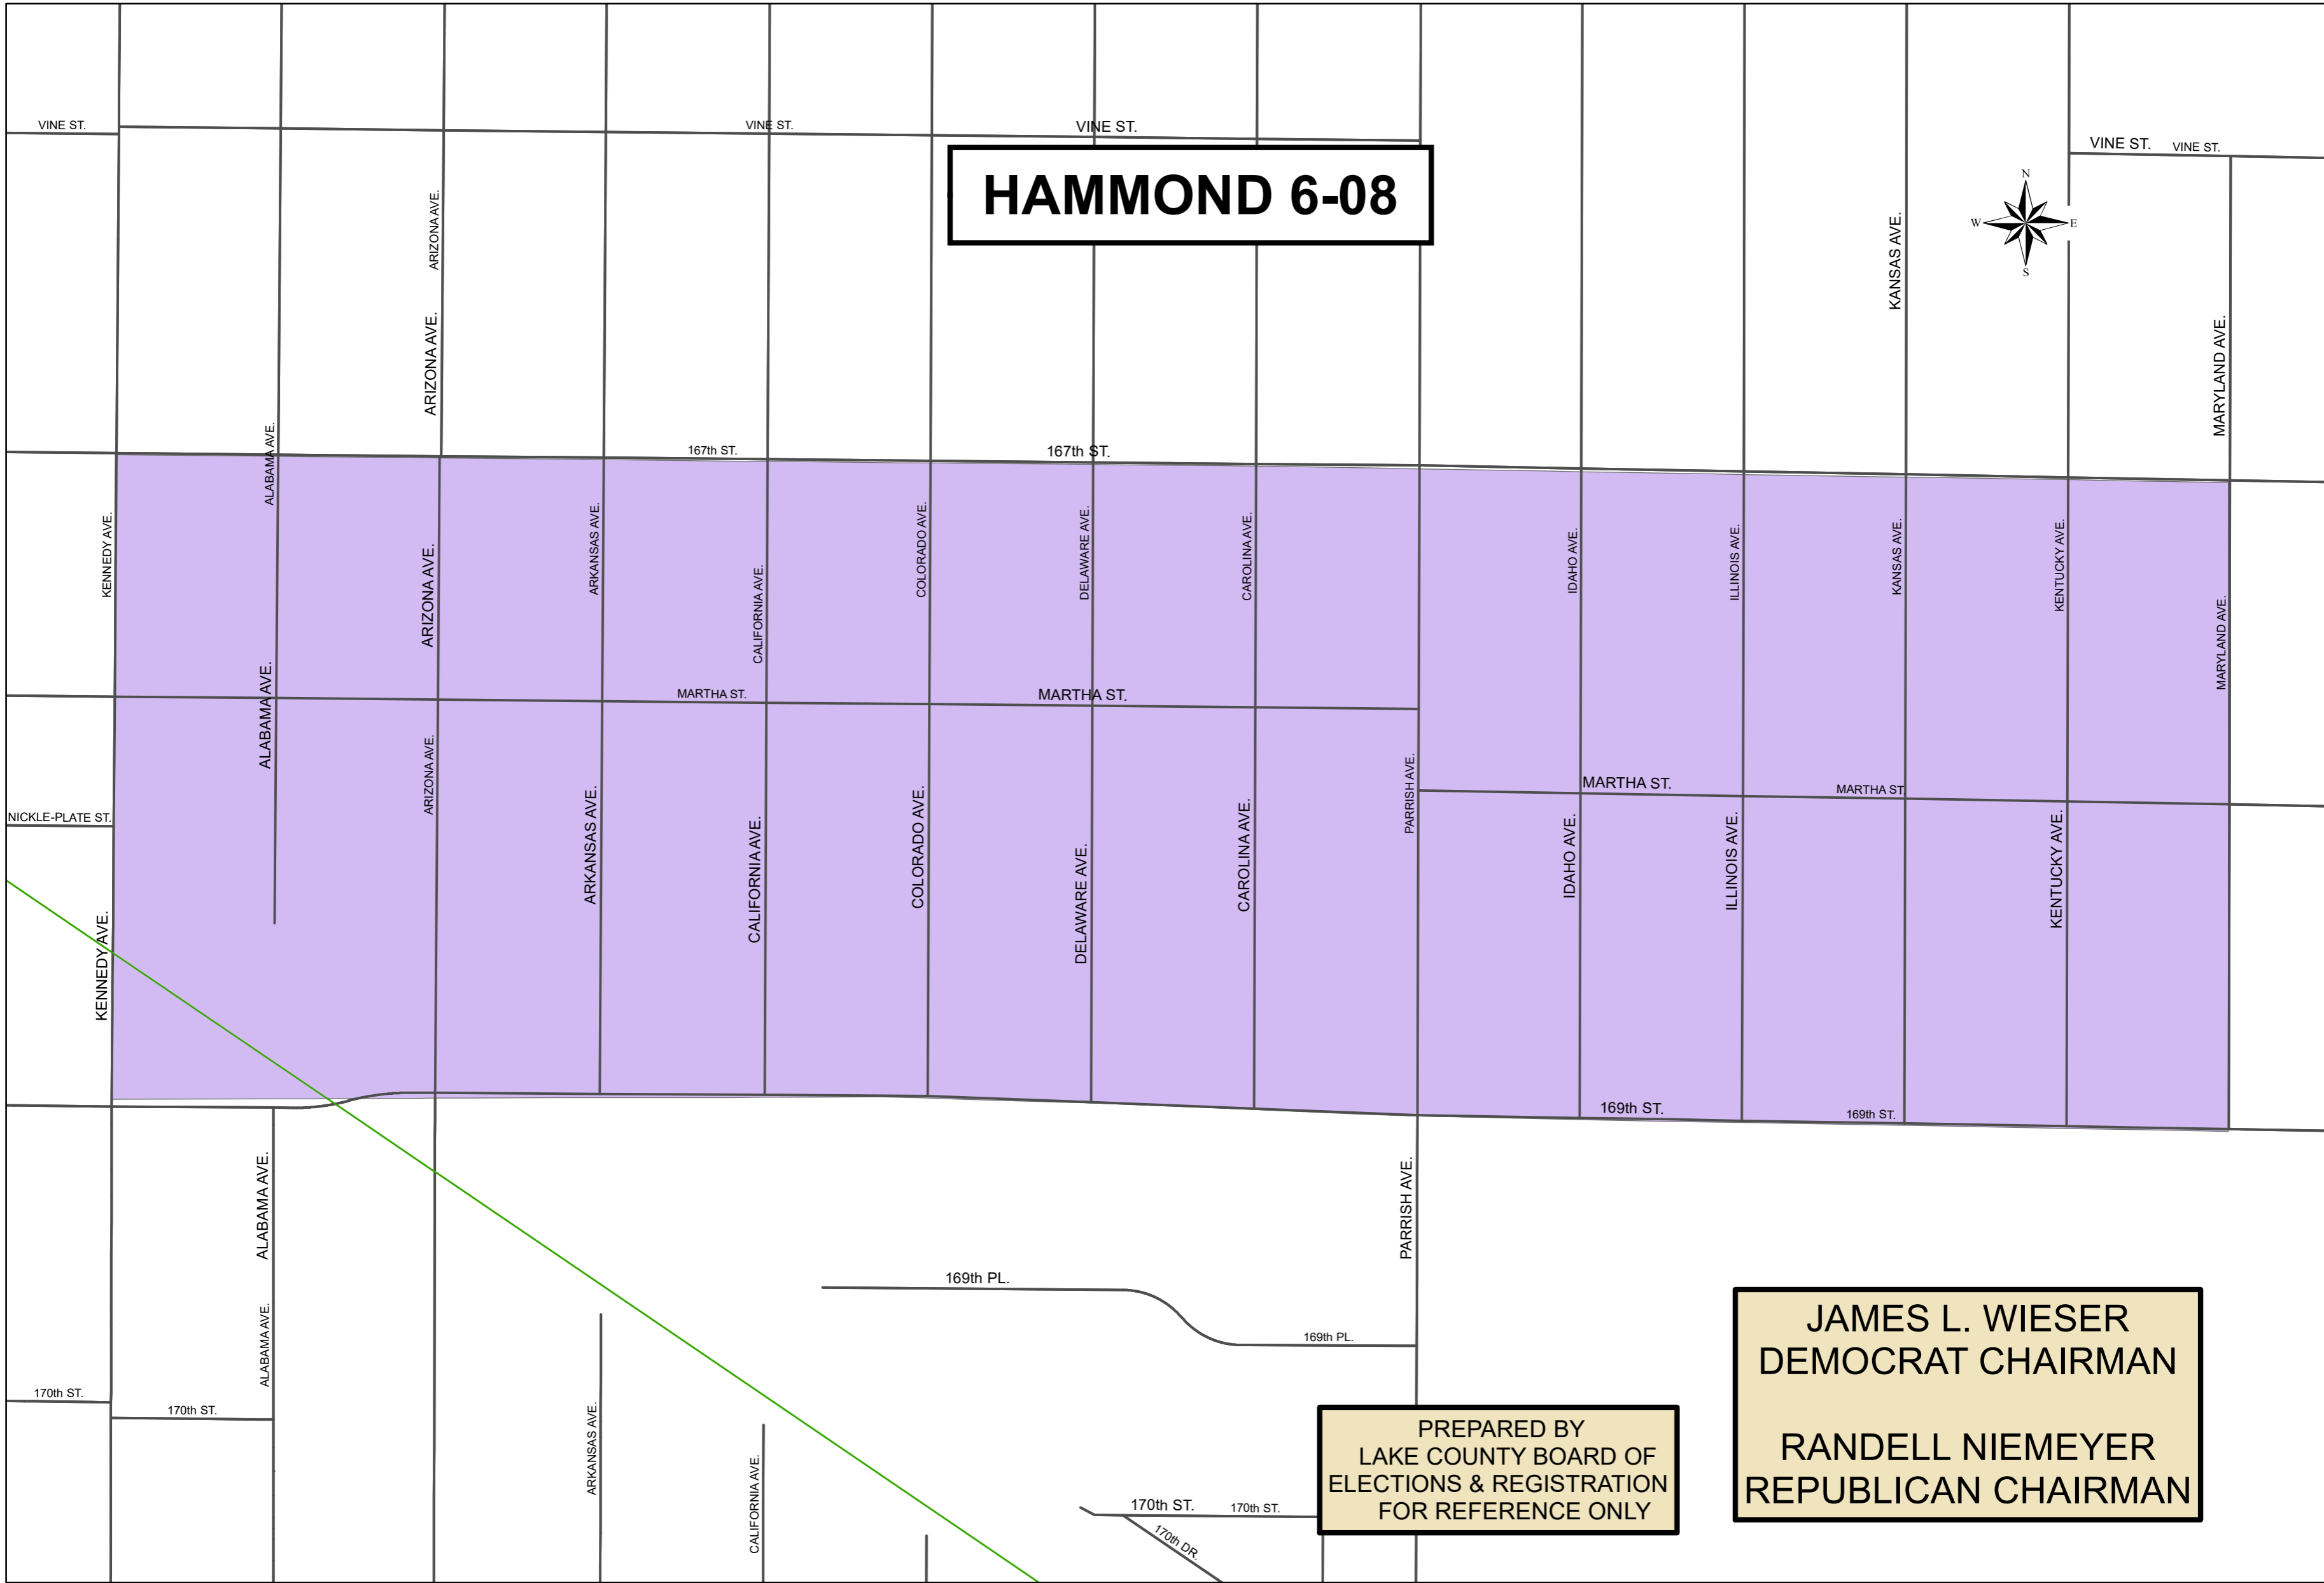 VINE ST.
VINE ST.
VINE ST.
VINE ST.
VINE ST.
HAMMOND 6-08
N
W
E
S
ARIZONA AVE.
ARIZONA AVE.
KANSAS AVE.
MARYLAND AVE.
ALABAMA AVE.
167th ST.
167th ST.
KENNEDY AVE.
ARIZONA AVE.
ARKANSAS AVE.
CALIFORNIA AVE.
COLORADO AVE.
DELAWARE AVE.
CAROLINA AVE.
IDAHO AVE.
ILLINOIS AVE.
KANSAS AVE.
KENTUCKY AVE.
MARYLAND AVE.
ALABAMA AVE.
MARTHA ST.
MARTHA ST.
ARIZONA AVE.
PARRISH AVE.
MARTHA ST.
MARTHA ST.
NICKLE-PLATE ST.
ARKANSAS AVE.
CALIFORNIA AVE.
COLORADO AVE.
DELAWARE AVE.
CAROLINA AVE.
IDAHO AVE.
ILLINOIS AVE.
KENTUCKY AVE.
KENNEDY AVE.
169th ST.
169th ST.
ALABAMA AVE.
PARRISH AVE.
169th PL.
169th PL.
ALABAMA AVE.
170th ST.
170th ST.
ARKANSAS AVE.
CALIFORNIA AVE.
170th ST.
170th ST.
170th DR.
PREPARED BY
LAKE COUNTY BOARD OF
ELECTIONS & REGISTRATION
FOR REFERENCE ONLY
JAMES L. WIESER
DEMOCRAT CHAIRMAN
RANDELL NIEMEYER
REPUBLICAN CHAIRMAN